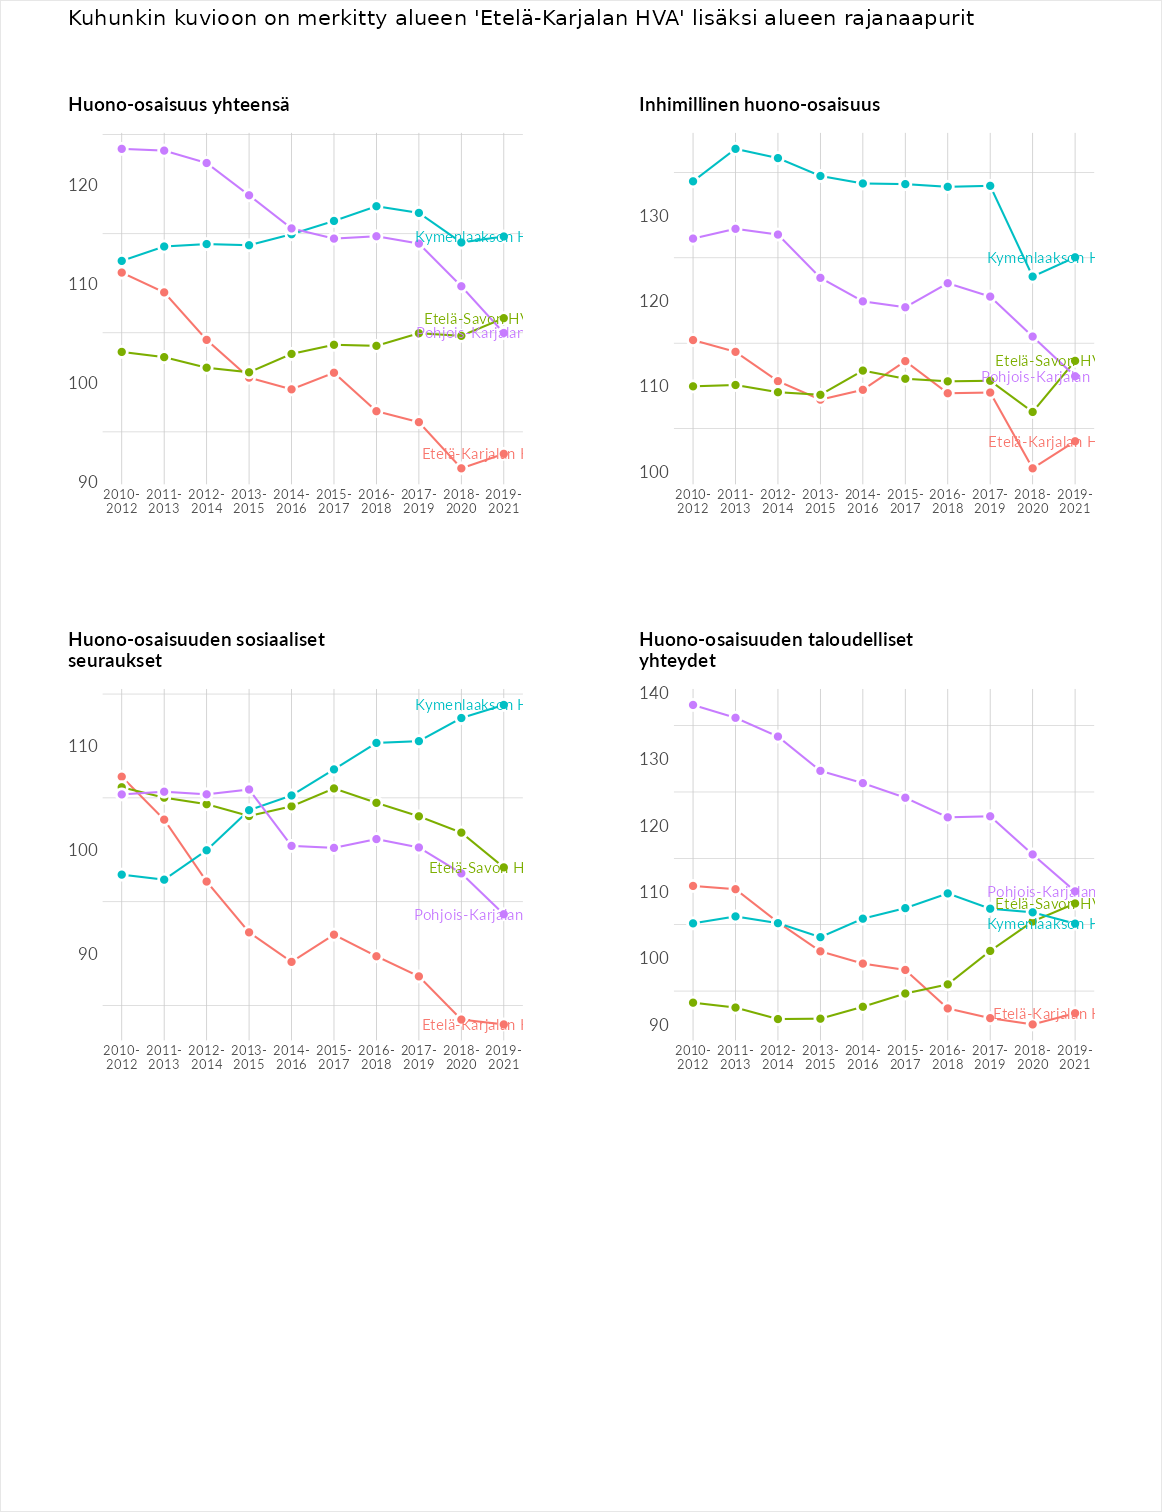 Kuhunkin kuvioon on merkitty alueen 'Etelä-Karjalan HVA' lisäksi alueen rajanaapurit
Huono-osaisuus yhteensä
120
110
100
90
Kymenlaakson H
Etelä-Savon HV
Pohjois-Karjalan
Etelä-Karjalan
2010- 2011- 2012- 2013- 2014- 2015- 2016- 2017- 2018- 2019-
2012 2013 2014 2015 2016 2017 2018 2019 2020 2021
Inhimillinen huono-osaisuus
130
120
110
100
Kymenlaakson H
Etelä-Savon HV
Pohjois-Karjalan
Etelä-Karjalan H
2010- 2011- 2012- 2013- 2014- 2015- 2016- 2017- 2018- 2019-
2012 2013 2014 2015 2016 2017 2018 2019 2020 2021
Huono-osaisuuden sosiaaliset
seuraukset
110
100
90
Kymenlaakson H
Etelä-Savon H
Pohjois-Karjalan
Etelä-Karjalan
2010- 2011- 2012- 2013- 2014- 2015- 2016- 2017- 2018- 2019-
2012 2013 2014 2015 2016 2017 2018 2019 2020 2021
Huono-osaisuuden taloudelliset
yhteydet
140
130
120
110
100
90
Pohjois-Karjalan
Etelä-Savon HV
Kymenlaakson H
Etelä-Karjalan H
2010- 2011- 2012- 2013- 2014- 2015- 2016- 2017- 2018- 2019-
2012 2013 2014 2015 2016 2017 2018 2019 2020 2021